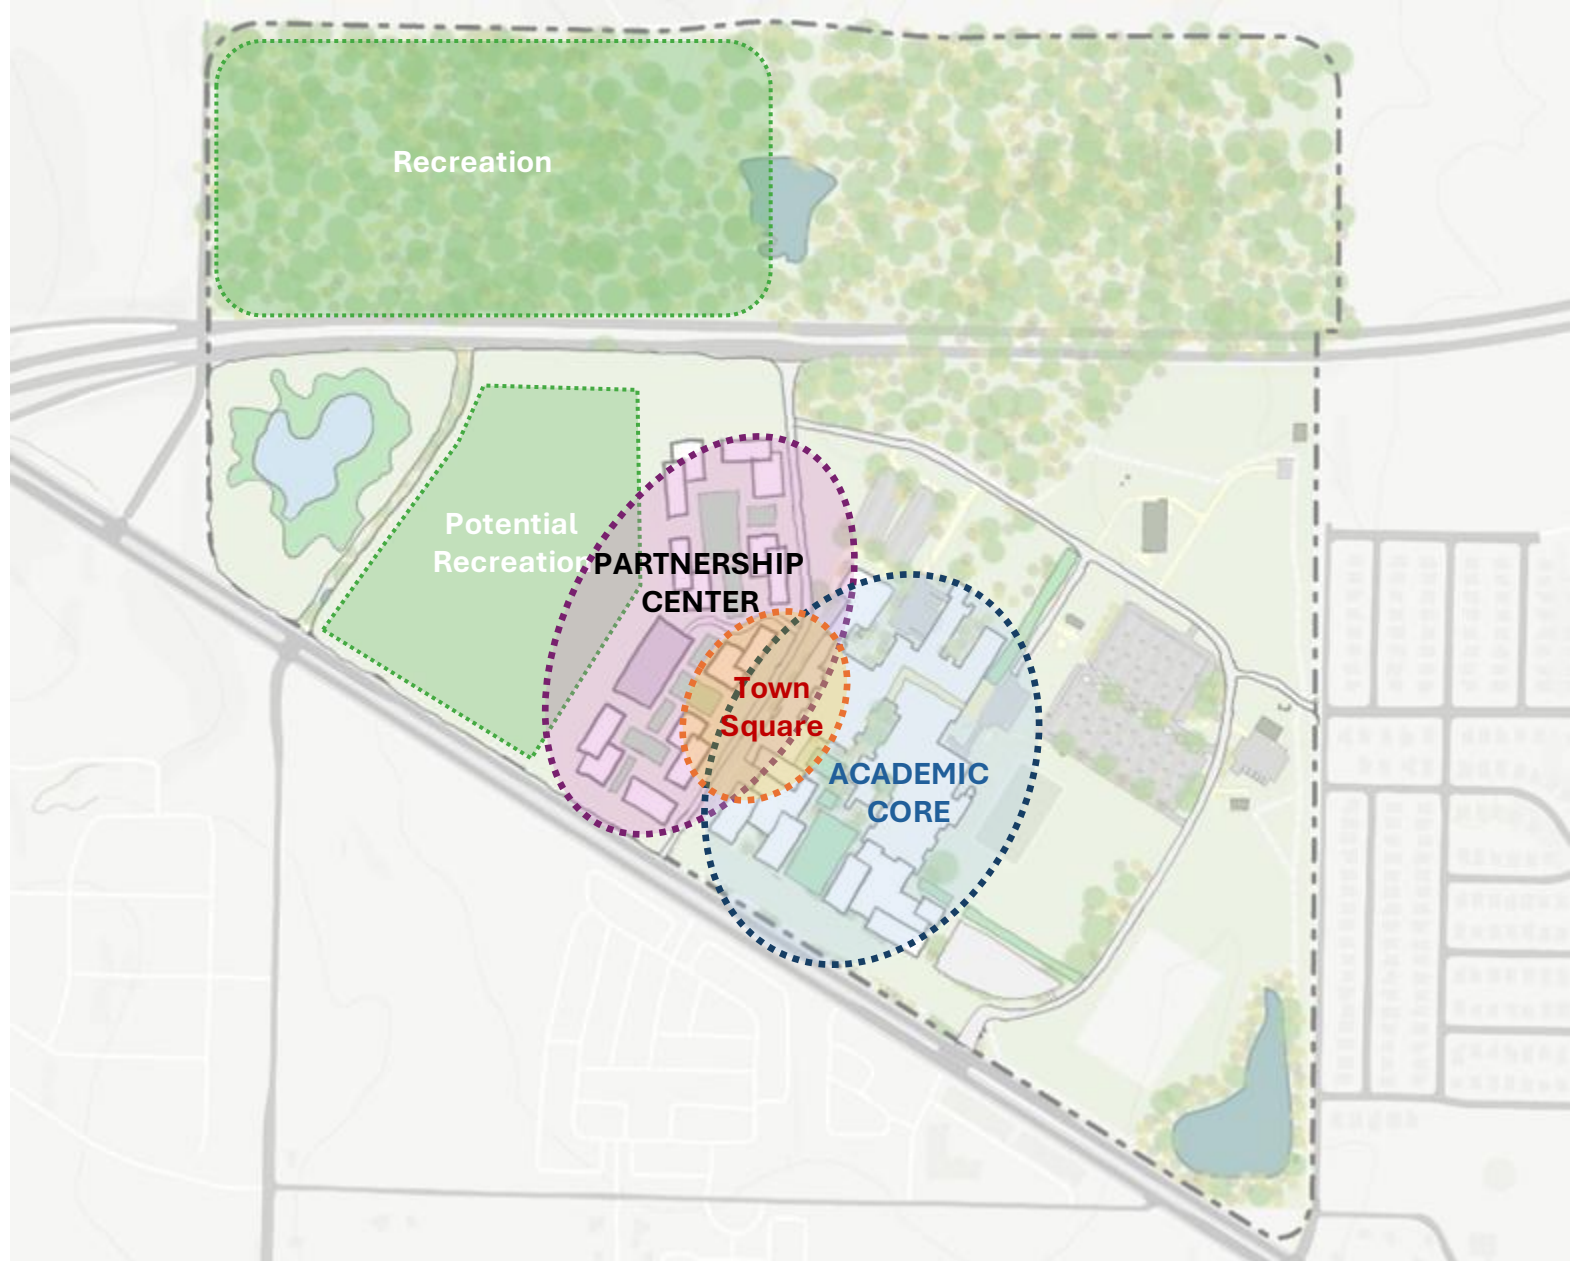 Recreation
Potential
Recreation
PARTNERSHIP
CENTER
Town
Square
ACADEMIC
CORE